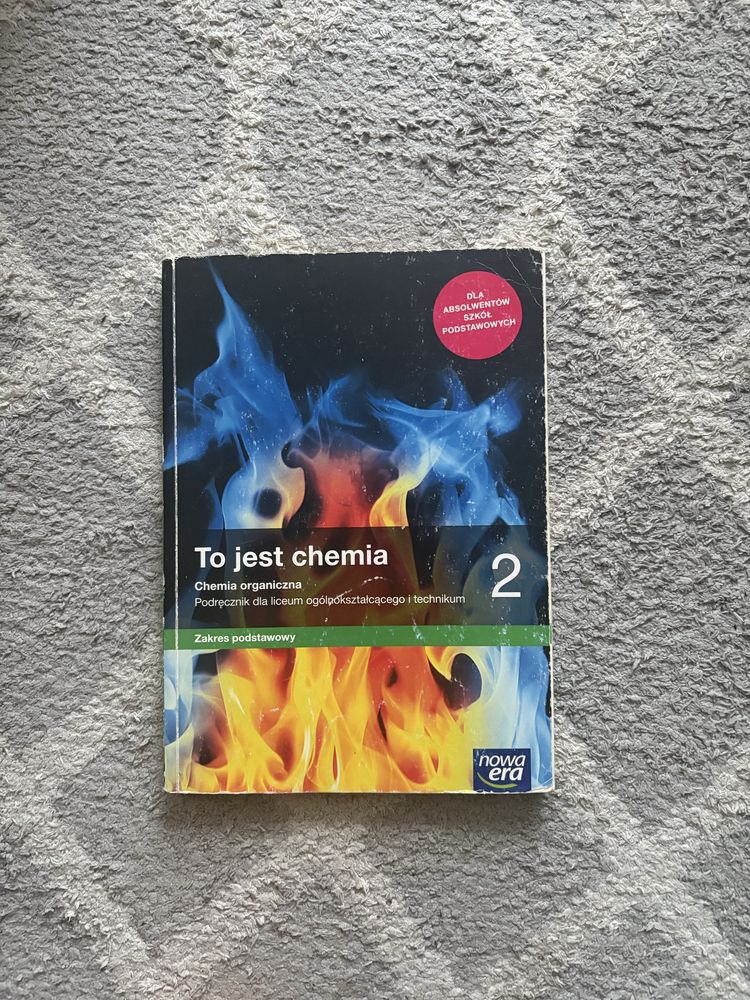 DLA
ABSOLWENTÓW
SZKÓŁ
PODSTAWOWYCH
To jest chemia
2
Chemia organiczna
Podręcznik dla liceum ogólnokształcącego i technikum
Zakres podstawowy
nowa
era